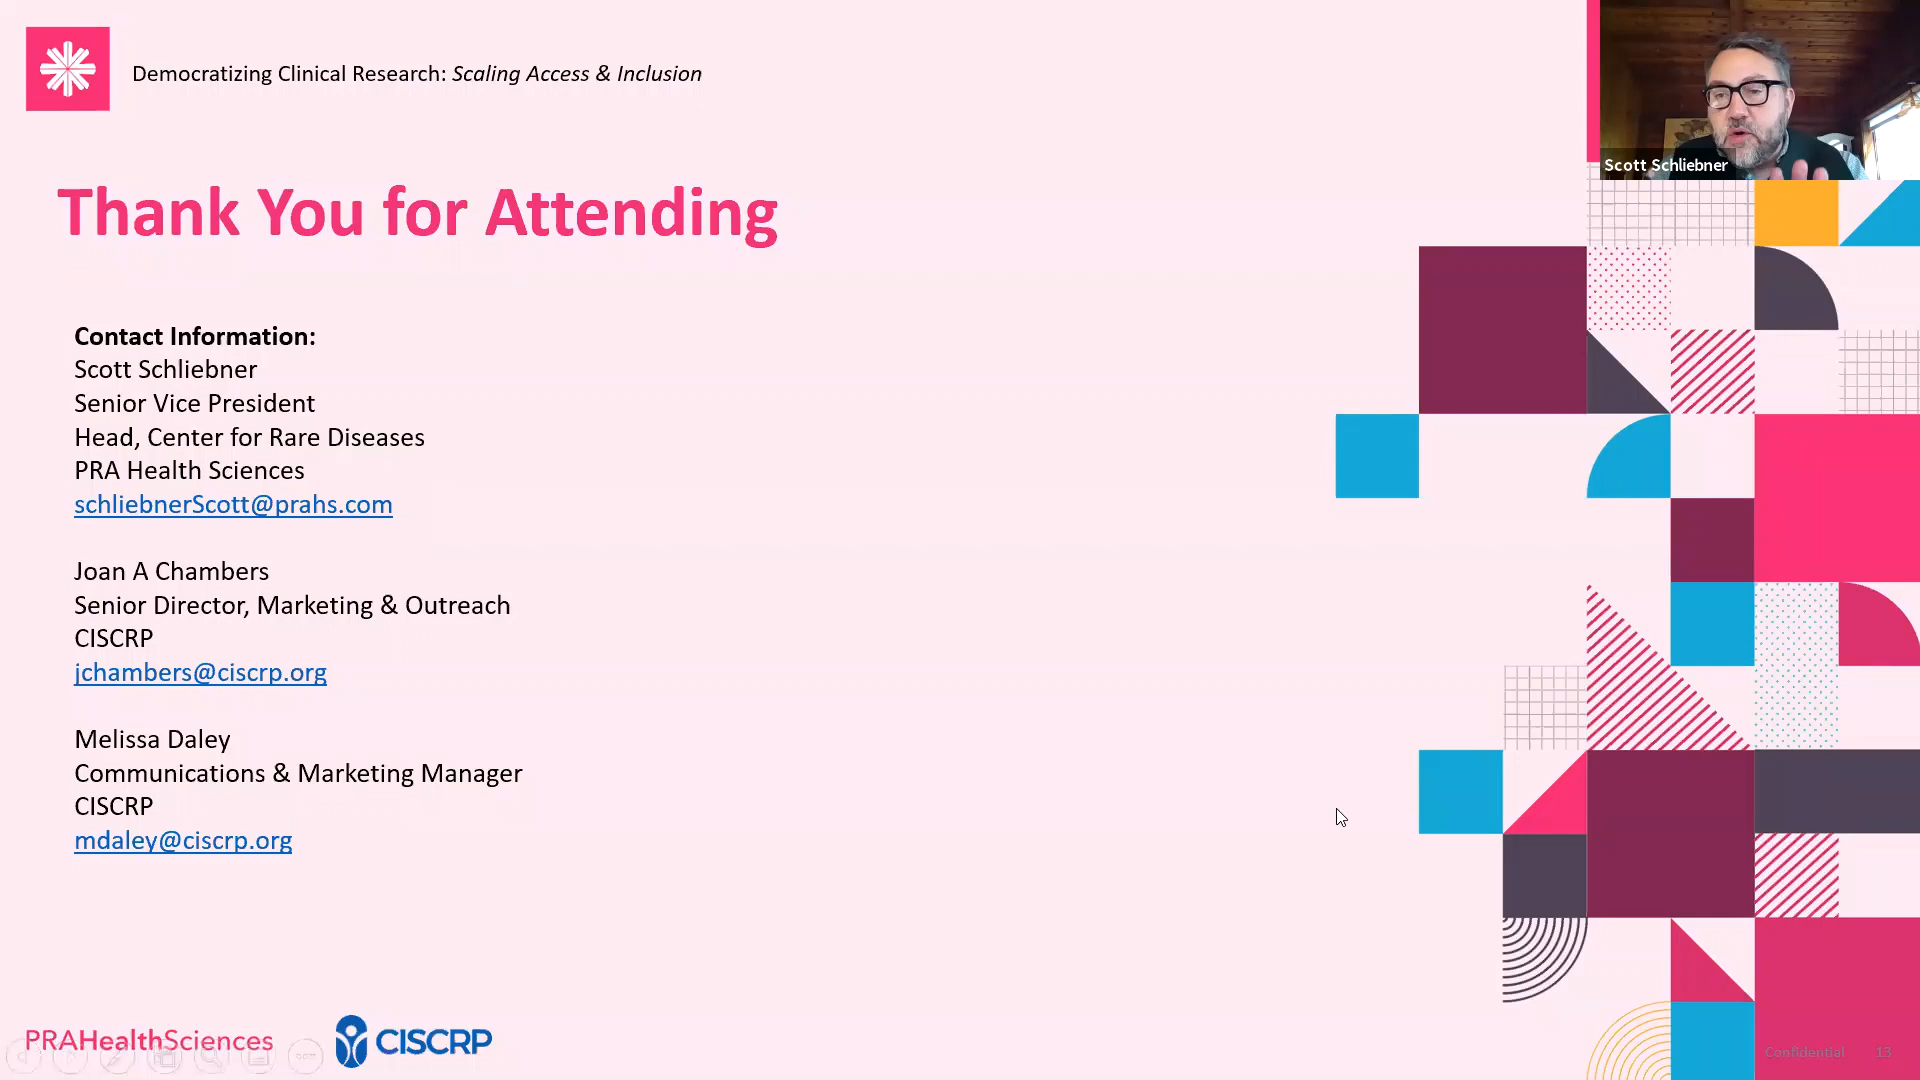 Democratizing Clinical Research: Scaling Access & Inclusion
Scott Schliebner
Thank You for Attending
Contact Information:
Scott Schliebner
Senior Vice President
Head, Center for Rare Diseases
PRA Health Sciences
schliebnerScott@prahs.com
Joan A Chambers
Senior Director, Marketing & Outreach
CISCRP
jchambers@ciscrp.org
Melissa Daley
Communications & Marketing Manager
CISCRP
mdaley@ciscrp.org
PRAHealthSciences
CISCRP
Confidential 13